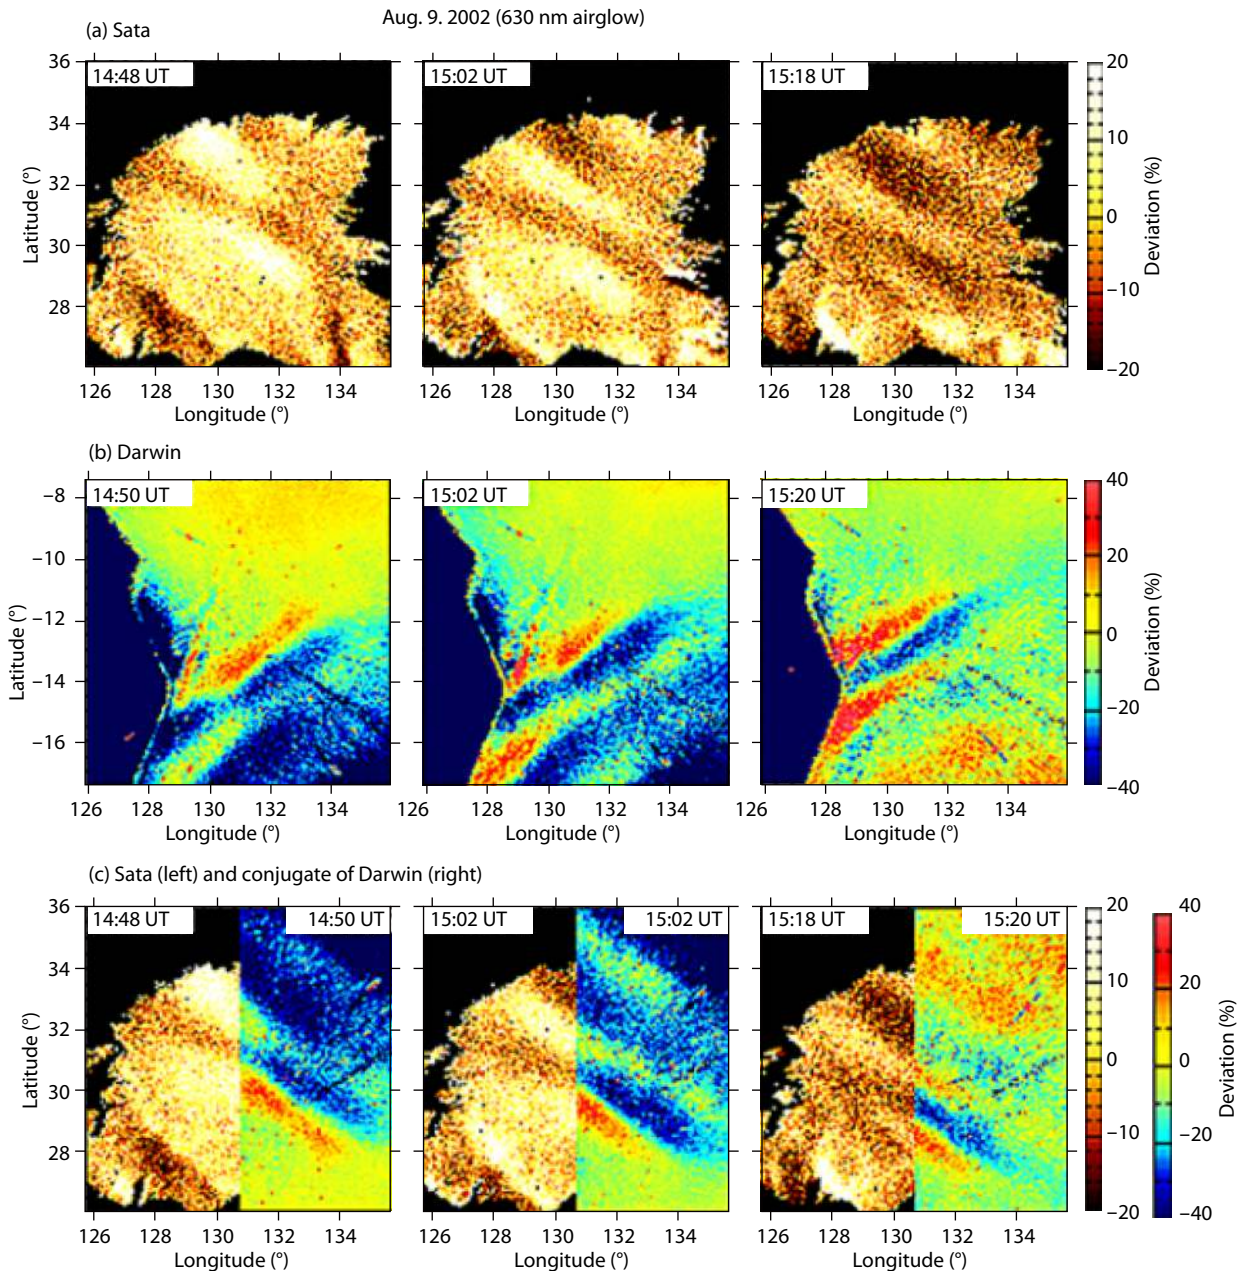 Aug. 9. 2002 (630 nm airglow)
(a) Sata
14:48 UT
15:02 UT
15:18 UT
36
34
32
30
28
Latitude (°)
126 128 130 132 134
126 128 130 132 134
126 128 130 132 134
Longitude (°)
Longitude (°)
Longitude (°)
20
10
0
−10
−20
Deviation (%)
(b) Darwin
14:50 UT
15:02 UT
15:20 UT
−8
−10
−12
−14
−16
Latitude (°)
126 128 130 132 134
126 128 130 132 134
126 128 130 132 134
Longitude (°)
Longitude (°)
Longitude (°)
40
20
0
−20
−40
Deviation (%)
(c) Sata (left) and conjugate of Darwin (right)
14:48 UT 14:50 UT
15:02 UT 15:02 UT
15:18 UT 15:20 UT
36
34
32
30
28
Latitude (°)
126 128 130 132 134
126 128 130 132 134
126 128 130 132 134
Longitude (°)
Longitude (°)
Longitude (°)
20
10
0
−10
−20
40
20
0
−20
−40
Deviation (%)